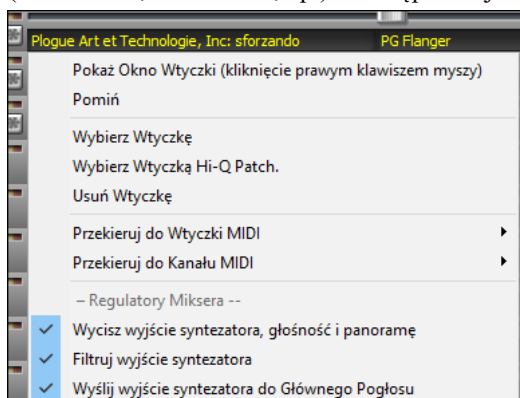 Plogue Art et Technologie, Inc: sforzando PG Flanger
Pokaż Okno Wtyczki (kliknięcie prawym klawiszem myszy)
Pomiń
Wybierz Wtyczkę
Wybierz Wtyczką Hi-Q Patch.
Usuń Wtyczkę
Przekieruj do Wtyczki MIDI
Przekieruj do Kanału MIDI
– Regulatory Miksera --
Wycisz wyjście syntezatora, głośność i panoramę
Filtruj wyjście syntezatora
Wyślij wyjście syntezatora do Głównego Pogłosu